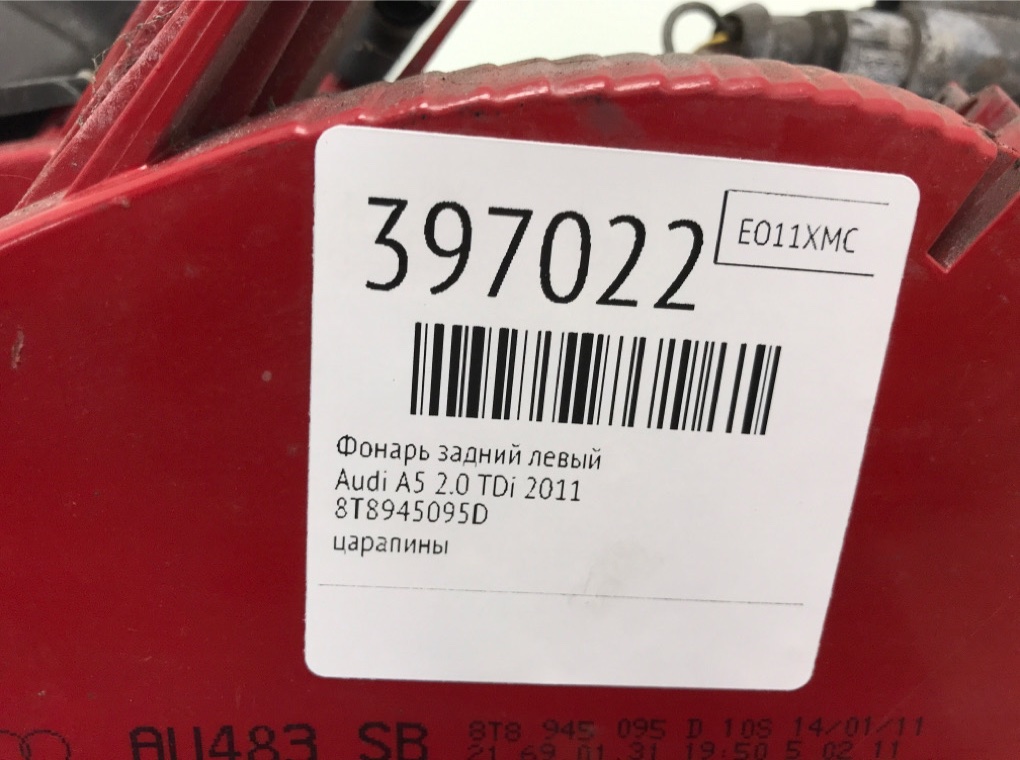 397022
E011XMC
Фонарь задний левый
Audi A5 2.0 TDi 2011
8T8945095D
царапины
AU483 SB
8T8 945 095 D 10S 14/01/11
21 69 01 31 19:50 5 02 11